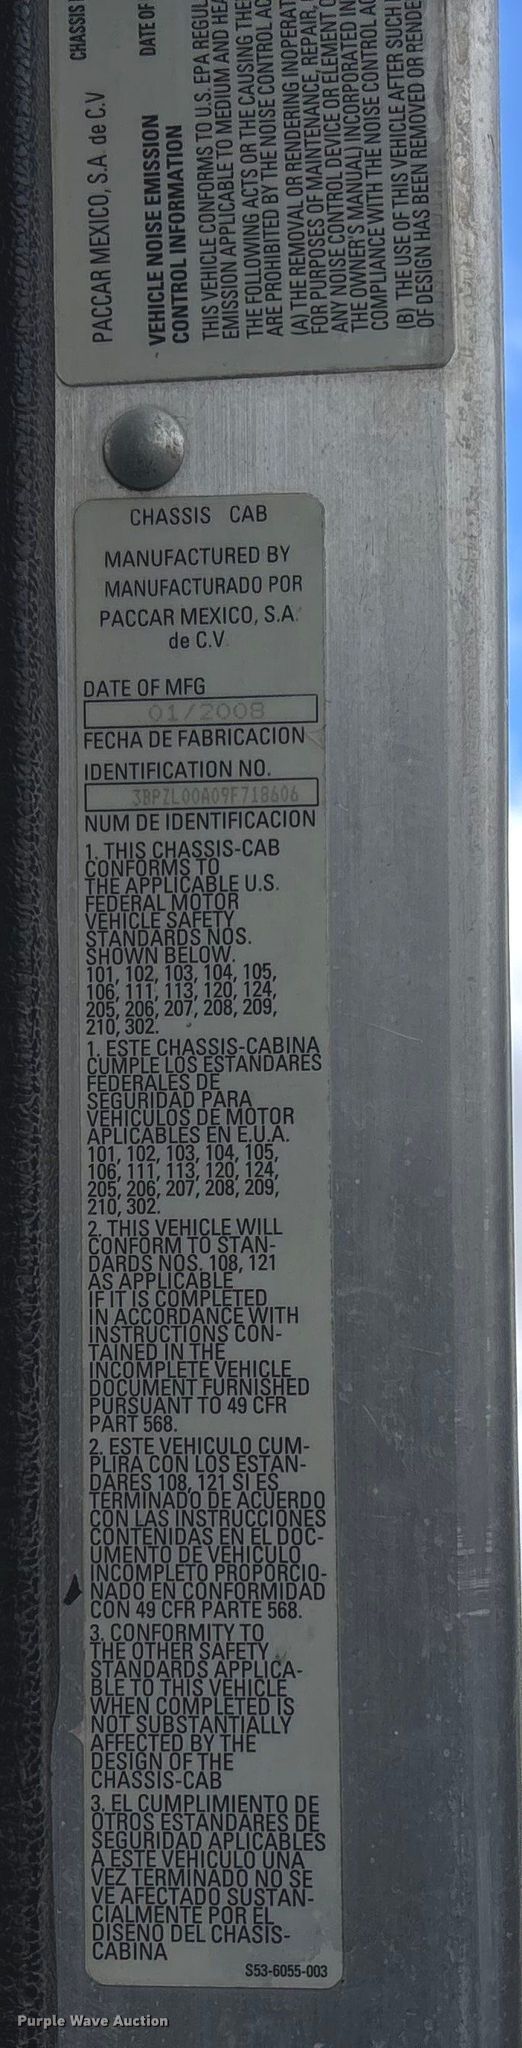 CHASSIS
DATE OF
PACCAR MEXICO, S.A. de C.V
VEHICLE NOISE EMISSION
CONTROL INFORMATION
THIS VEHICLE CONFORMS TO U.S. EPA REGU
EMISSION APPLICABLE TO MEDIUM AND HEA
THE FOLLOWING ACTS OR THE CAUSING THE
ARE PROHIBITED BY THE NOISE CONTROL AC
(A) THE REMOVAL OR RENDERING INOPERAT
FOR PURPOSES OF MAINTENANCE, REPAIR,
ANY NOISE CONTROL DEVICE OR ELEMENT O
THE OWNER'S MANUAL) INCORPORATED IN
COMPLIANCE WITH THE NOISE CONTROL AC
(B) THE USE OF THIS VEHICLE AFTER SUCH
OF DESIGN HAS BEEN REMOVED OR RENDE
CHASSIS CAB
MANUFACTURED BY
MANUFACTURADO POR
PACCAR MEXICO, S.A.
de C.V.
DATE OF MFG
01/2008
FECHA DE FABRICACION
IDENTIFICATION NO.
3BPZL00A09F718606
NUM DE IDENTIFICACION
1. THIS CHASSIS-CAB
CONFORMS TO
THE APPLICABLE U.S.
FEDERAL MOTOR
VEHICLE SAFETY
STANDARDS NOS.
SHOWN BELOW.
101, 102, 103, 104, 105,
106, 111, 113, 120, 124,
205, 206, 207, 208, 209,
210, 302.
1. ESTE CHASSIS-CABINA
CUMPLE LOS ESTANDARES
FEDERALES DE
SEGURIDAD PARA
VEHICULOS DE MOTOR
APLICABLES EN E.U.A.
101, 102, 103, 104, 105,
106, 111, 113, 120, 124,
205, 206, 207, 208, 209,
210, 302.
2. THIS VEHICLE WILL
CONFORM TO STAN-
DARDS NOS. 108, 121
AS APPLICABLE
IF IT IS COMPLETED
IN ACCORDANCE WITH
INSTRUCTIONS CON-
TAINED IN THE
INCOMPLETE VEHICLE
DOCUMENT FURNISHED
PURSUANT TO 49 CFR
PART 568.
2. ESTE VEHICULO CUM-
PLIRA CON LOS ESTAN-
DARES 108, 121 SI ES
TERMINADO DE ACUERDO
CON LAS INSTRUCCIONES
CONTENIDAS EN EL DOC-
UMENTO DE VEHICULO
INCOMPLETO PROPORCIO-
NADO EN CONFORMIDAD
CON 49 CFR PARTE 568.
3. CONFORMITY TO
THE OTHER SAFETY
STANDARDS APPLICA-
BLE TO THIS VEHICLE
WHEN COMPLETED IS
NOT SUBSTANTIALLY
AFFECTED BY THE
DESIGN OF THE
CHASSIS-CAB
3. EL CUMPLIMIENTO DE
OTROS ESTANDARES DE
SEGURIDAD APLICABLES
A ESTE VEHICULO UNA
VEZ TERMINADO NO SE
VE AFECTADO SUSTAN-
CIALMENTE POR EL
DISENO DEL CHASIS-
CABINA
S53-6055-003
Purple Wave Auction